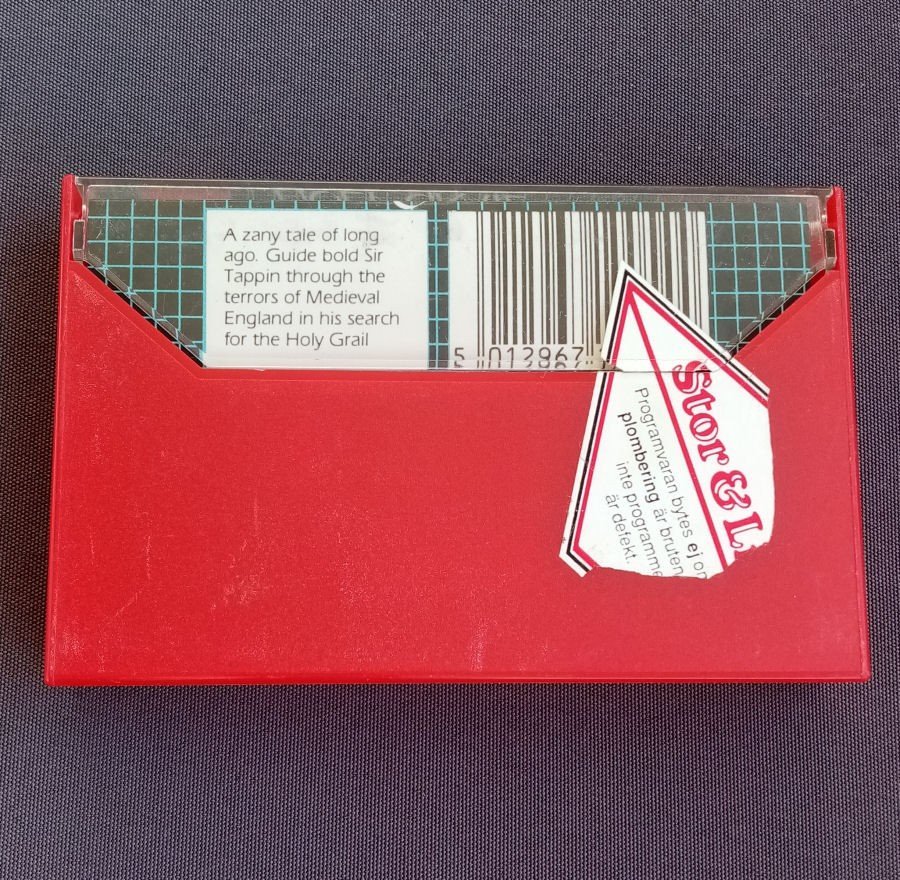 A zany tale of long
ago. Guide bold Sir
Tappin through the
terrors of Medieval
England in his search
for the Holy Grail
5 012967
Stor &
Programvaran bytes ej
plombering är bruten
inte
är defekt.